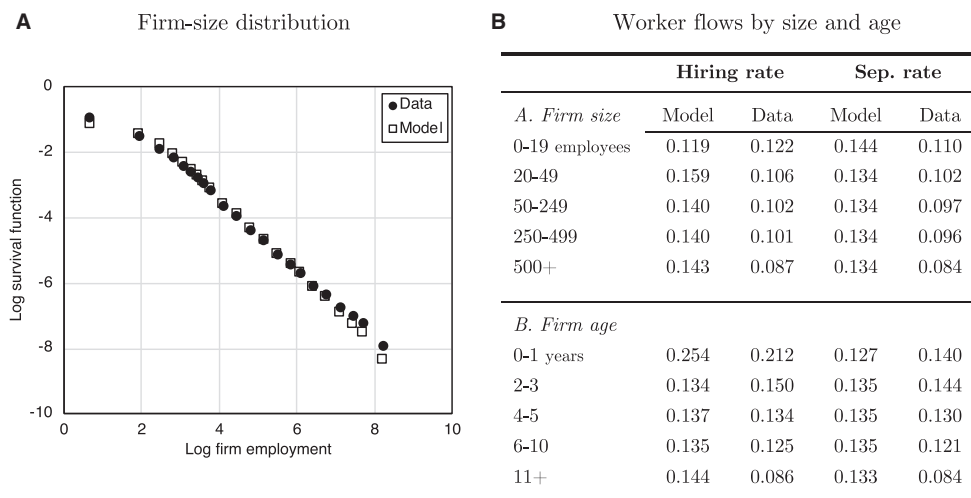 A Firm-size distribution
0
-2
-4
-6
-8
-10
Log survival function
Data
Model
0 2 4 6 8 10
Log firm employment
B Worker flows by size and age
Hiring rate Sep. rate
A. Firm size Model Data Model Data
0-19 employees 0.119 0.122 0.144 0.110
20-49 0.159 0.106 0.134 0.102
50-249 0.140 0.102 0.134 0.097
250-499 0.140 0.101 0.134 0.096
500+ 0.143 0.087 0.134 0.084
B. Firm age
0-1 years 0.254 0.212 0.127 0.140
2-3 0.134 0.150 0.135 0.144
4-5 0.137 0.134 0.135 0.130
6-10 0.135 0.125 0.135 0.121
11+ 0.144 0.086 0.133 0.084